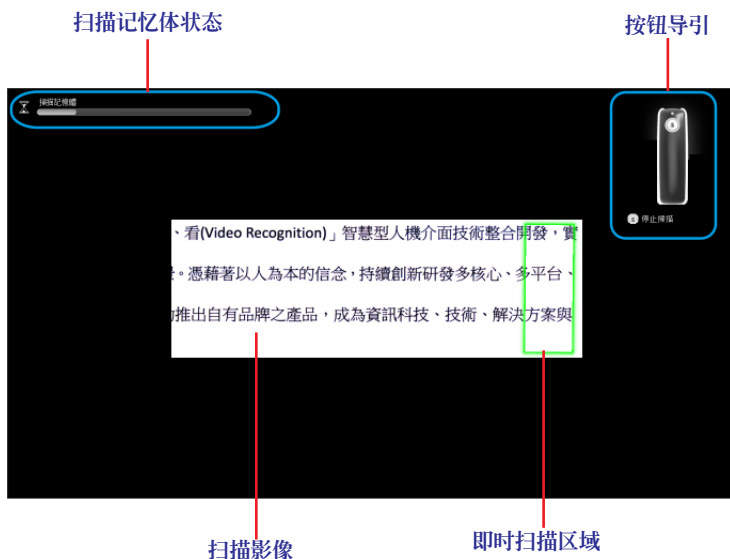 扫描记忆体状态
按钮导引
掃描記憶體
停止掃描
、看(Video Recognition)」智慧型人機介面技術整合開發，實
。憑藉著以人為本的信念，持續創新研發多核心、多平台、
推出自有品牌之產品，成為資訊科技、技術、解決方案與
扫描影像
即时扫描区域